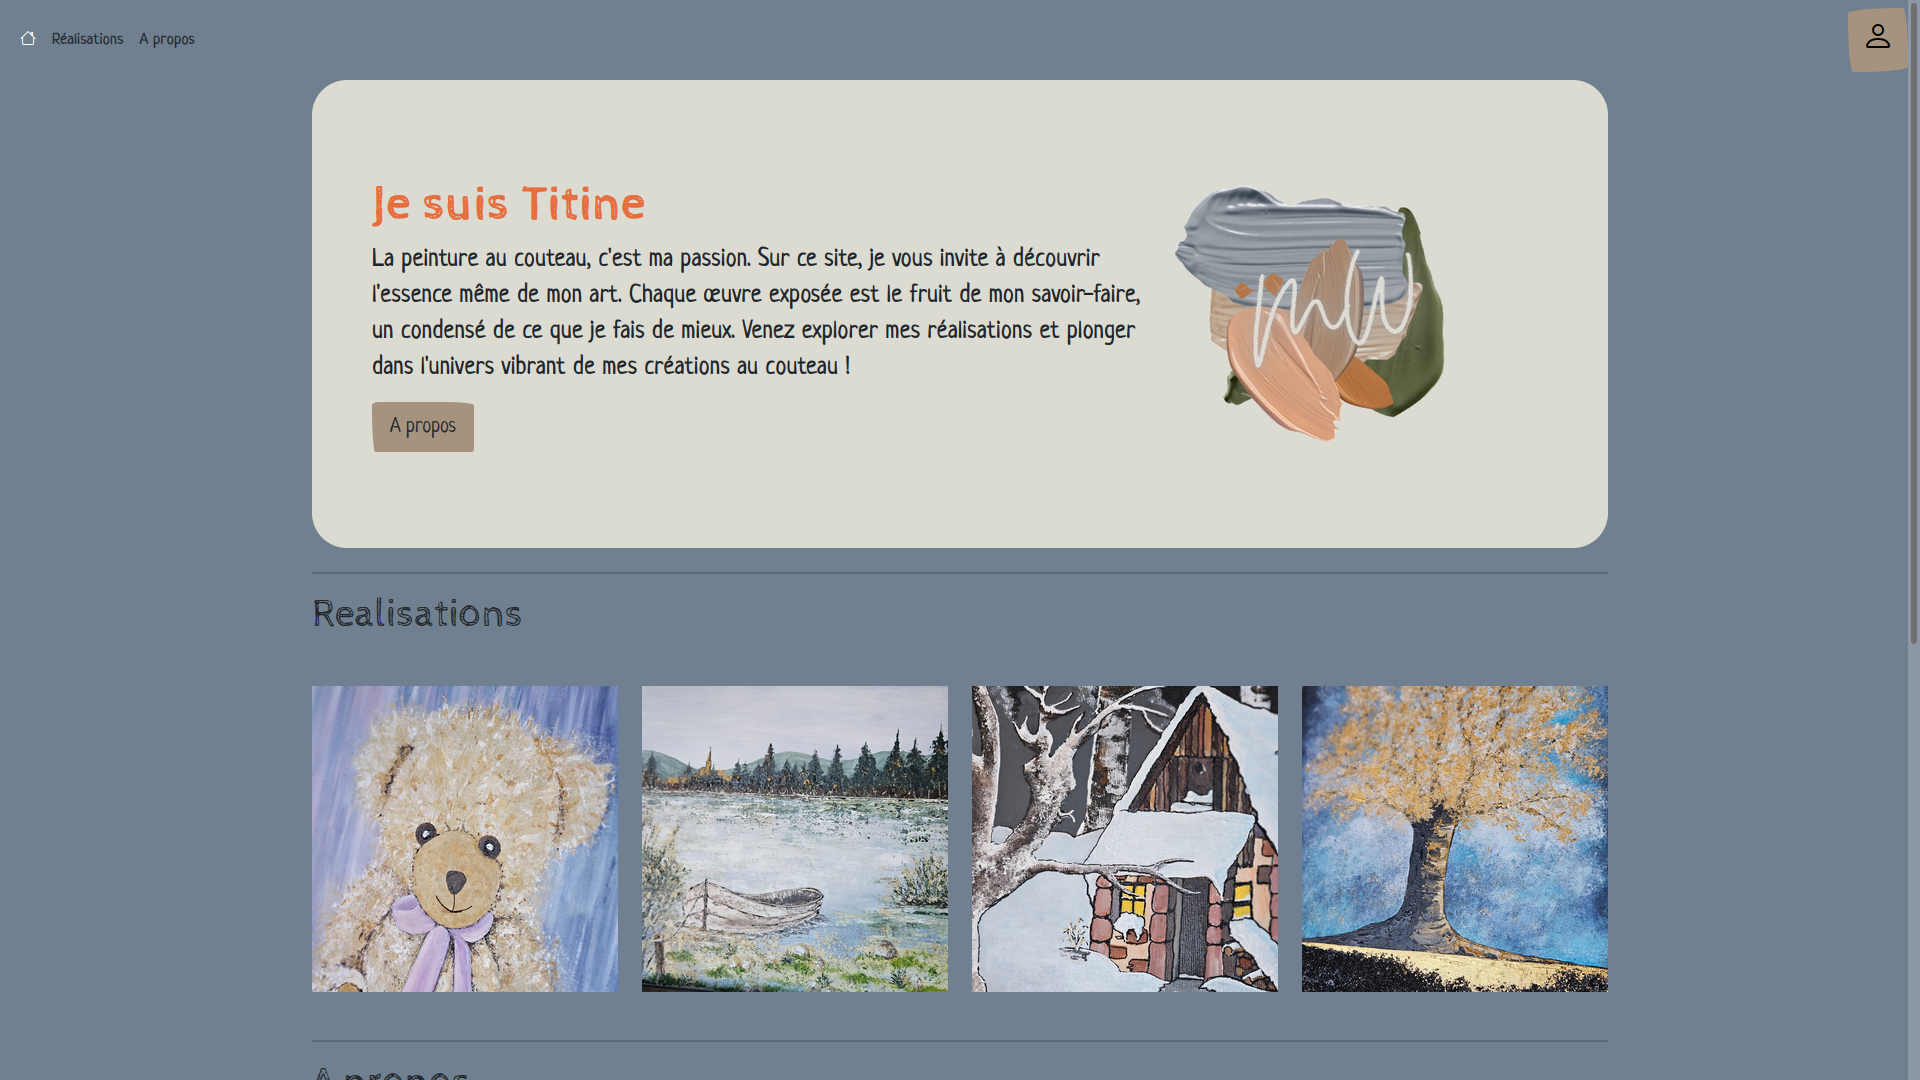 Réalisations
A propos
Je suis Titine
La peinture au couteau, c'est ma passion. Sur ce site, je vous invite à découvrir
l'essence même de mon art. Chaque œuvre exposée est le fruit de mon savoir-faire,
un condensé de ce que je fais de mieux. Venez explorer mes réalisations et plonger
dans l'univers vibrant de mes créations au couteau !
mw
A propos
Realisations
A propos